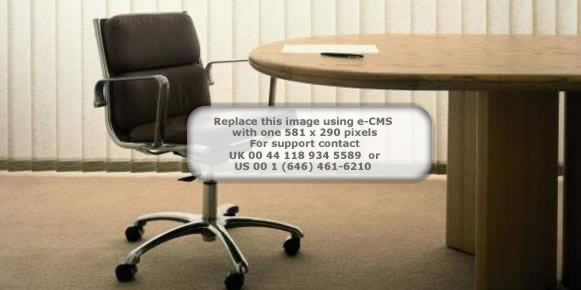 Replace this image using e-CMS
with one 581 x 290 pixels
For support contact
UK 00 44 118 934 5589 or
US 00 1 (646) 461-6210